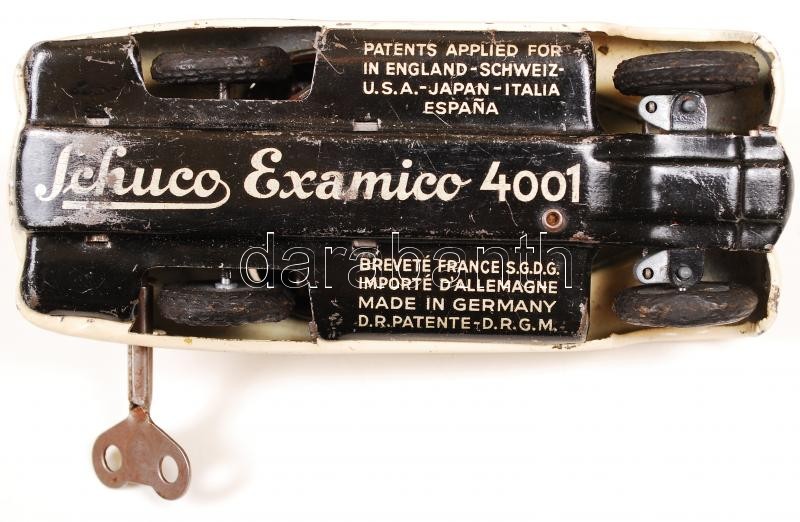 PATENTS APPLIED FOR
IN ENGLAND-SCHWEIZ-
U.S.A.-JAPAN-ITALIA
ESPAÑA
Schuco Examico 4001
darabanth
BREVETÉ FRANCE S.G.D.G.
IMPORTÉ D'ALLEMAGNE
MADE IN GERMANY
D.R.PATENTE-D.R.G.M.